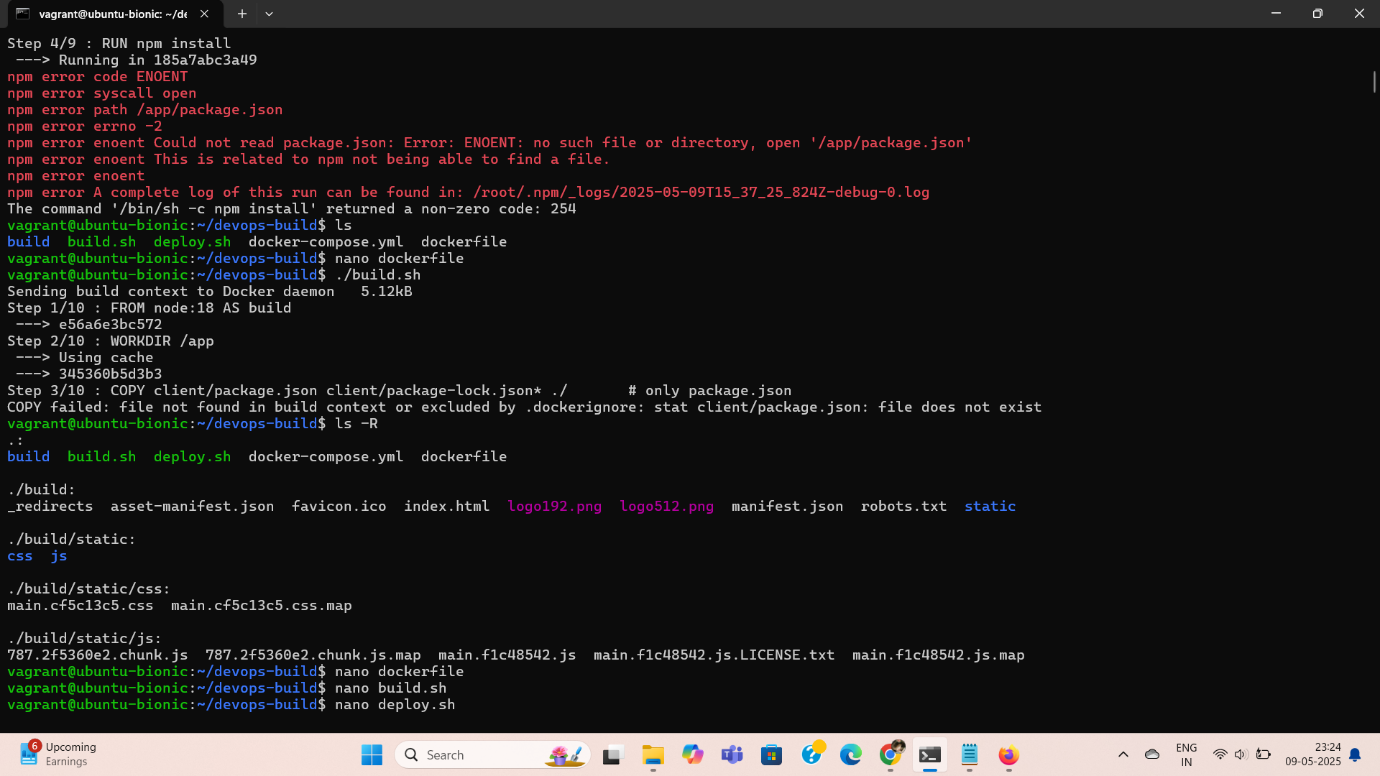 vagrant@ubuntu-bionic: ~/de
Step 4/9 : RUN npm install
 ---> Running in 185a7abc3a49
npm error code ENOENT
npm error syscall open
npm error path /app/package.json
npm error errno -2
npm error enoent Could not read package.json: Error: ENOENT: no such file or directory, open '/app/package.json'
npm error enoent This is related to npm not being able to find a file.
npm error enoent
npm error A complete log of this run can be found in: /root/.npm/_logs/2025-05-09T15_37_25_824Z-debug-0.log
The command '/bin/sh -c npm install' returned a non-zero code: 254
vagrant@ubuntu-bionic:~/devops-build$ ls
build  build.sh  deploy.sh  docker-compose.yml  dockerfile
vagrant@ubuntu-bionic:~/devops-build$ nano dockerfile
vagrant@ubuntu-bionic:~/devops-build$ ./build.sh
Sending build context to Docker daemon   5.12kB
Step 1/10 : FROM node:18 AS build
 ---> e56a6e3bc572
Step 2/10 : WORKDIR /app
 ---> Using cache
 ---> 345360b5d3b3
Step 3/10 : COPY client/package.json client/package-lock.json* ./       # only package.json
COPY failed: file not found in build context or excluded by .dockerignore: stat client/package.json: file does not exist
vagrant@ubuntu-bionic:~/devops-build$ ls -R
.:
build  build.sh  deploy.sh  docker-compose.yml  dockerfile
./build:
_redirects  asset-manifest.json  favicon.ico  index.html  logo192.png  logo512.png  manifest.json  robots.txt  static
./build/static:
css  js
./build/static/css:
main.cf5c13c5.css  main.cf5c13c5.css.map
./build/static/js:
787.2f5360e2.chunk.js  787.2f5360e2.chunk.js.map  main.f1c48542.js  main.f1c48542.js.LICENSE.txt  main.f1c48542.js.map
vagrant@ubuntu-bionic:~/devops-build$ nano dockerfile
vagrant@ubuntu-bionic:~/devops-build$ nano build.sh
vagrant@ubuntu-bionic:~/devops-build$ nano deploy.sh
6
Upcoming
Earnings
Search
ENG
IN
23:24
09-05-2025